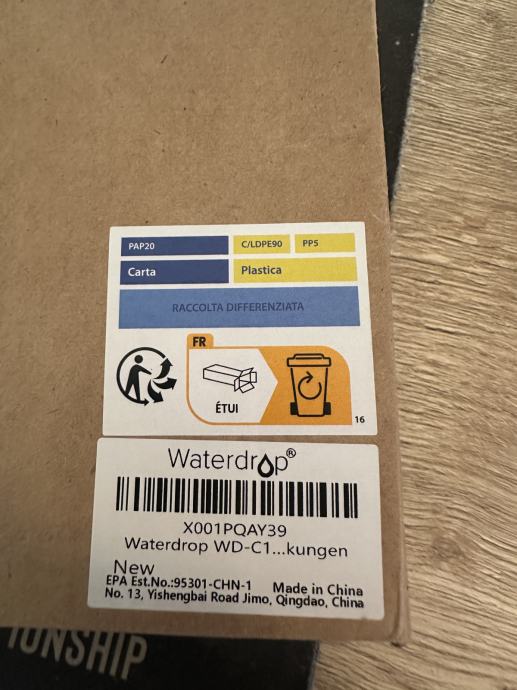 PAP20 C/LDPE90 PP5
Carta Plastica
RACCOLTA DIFFERENZIATA
FR
ÉTUI
16
Waterdrop®
X001PQAY39
Waterdrop WD-C1...kungen
New
EPA Est.No.:95301-CHN-1 Made in China
No. 13, Yishengbai Road Jimo, Qingdao, China
IONSHIP